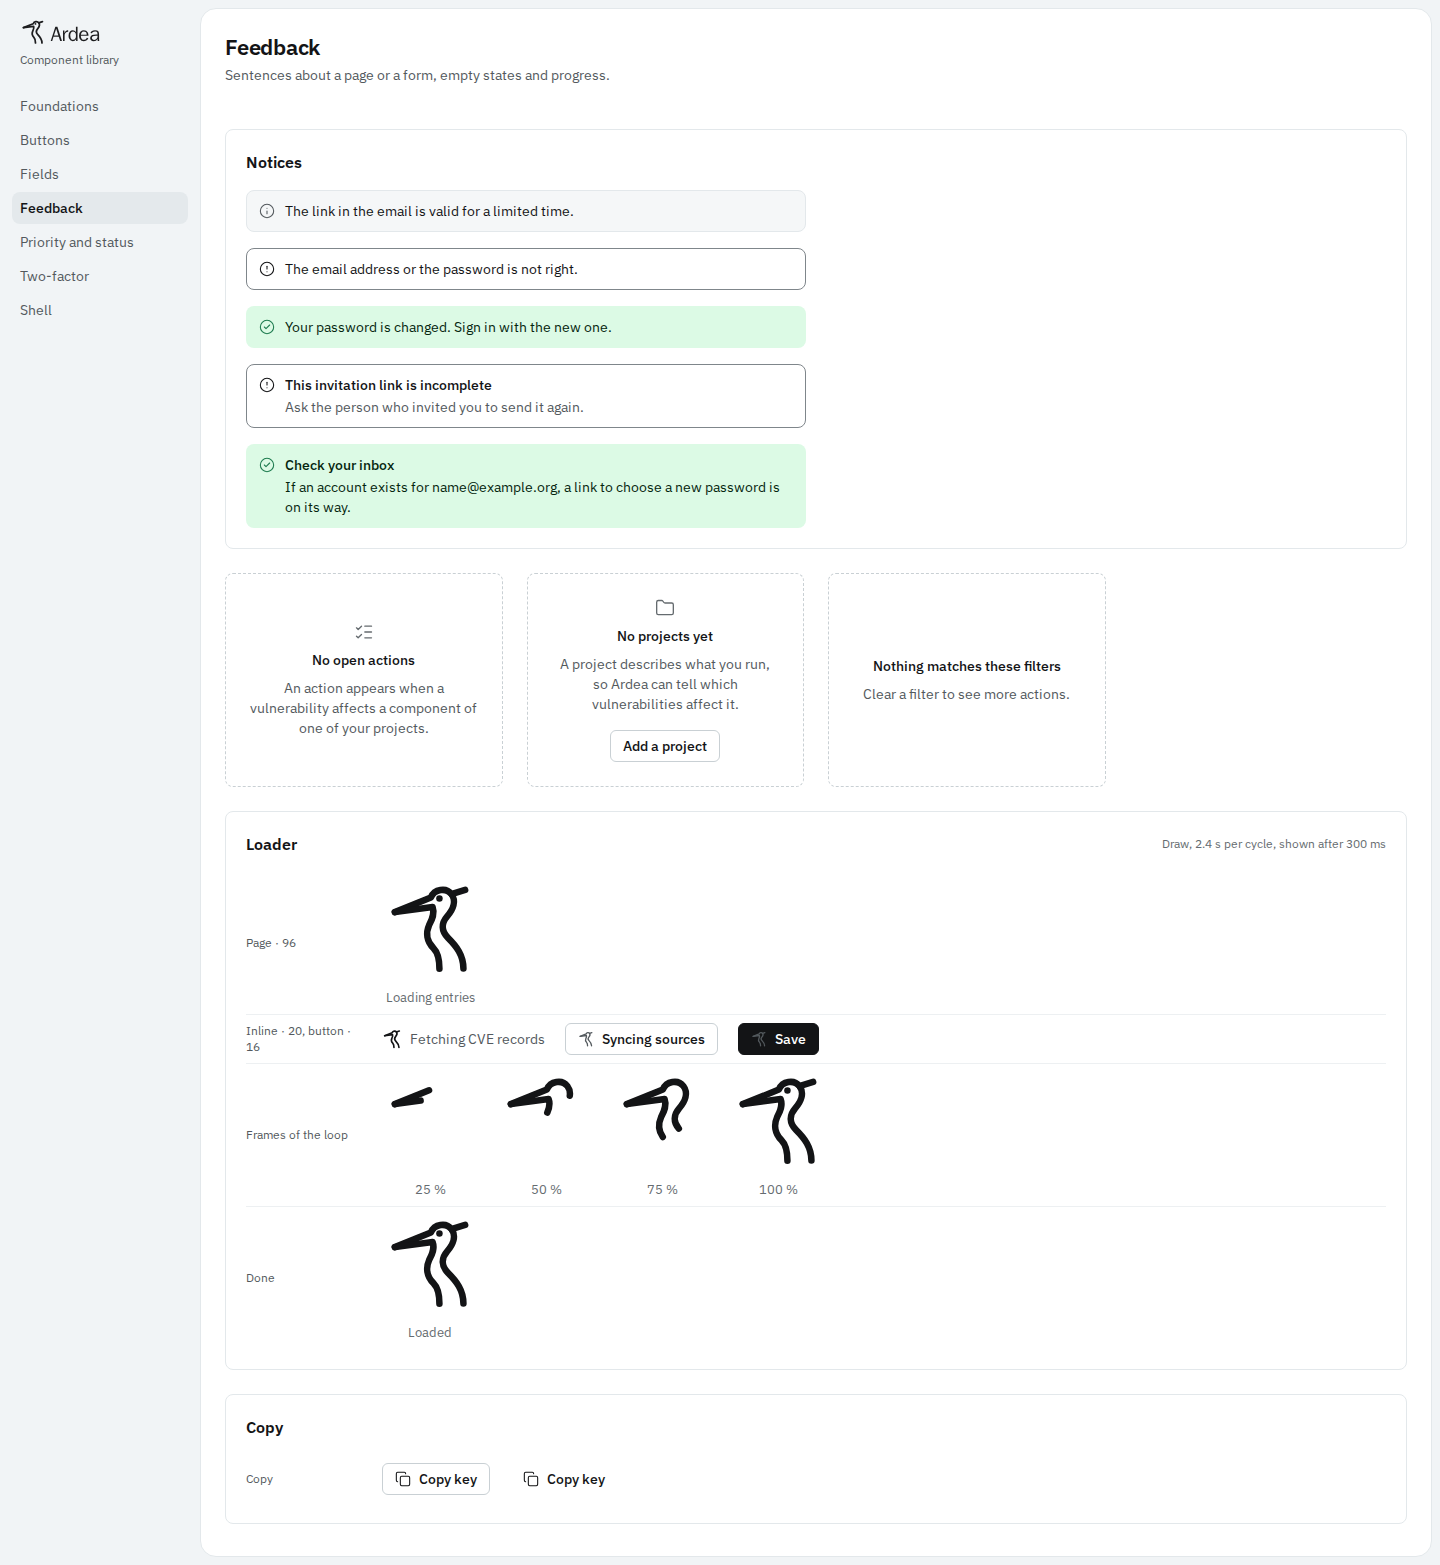 Ardea
Component library
Foundations
Buttons
Fields
Feedback
Priority and status
Two-factor
Shell
Feedback
Sentences about a page or a form, empty states and progress.
Notices
The link in the email is valid for a limited time.
The email address or the password is not right.
Your password is changed. Sign in with the new one.
This invitation link is incomplete
Ask the person who invited you to send it again.
Check your inbox
If an account exists for name@example.org, a link to choose a new password is
on its way.
No open actions
An action appears when a
vulnerability affects a component of
one of your projects.
No projects yet
A project describes what you run,
so Ardea can tell which
vulnerabilities affect it.
Add a project
Nothing matches these filters
Clear a filter to see more actions.
Loader
Draw, 2.4 s per cycle, shown after 300 ms
Page · 96
Loading entries
Inline · 20, button ·
16
Fetching CVE records
Syncing sources
Save
Frames of the loop
25 %
50 %
75 %
100 %
Done
Loaded
Copy
Copy
Copy key
Copy key